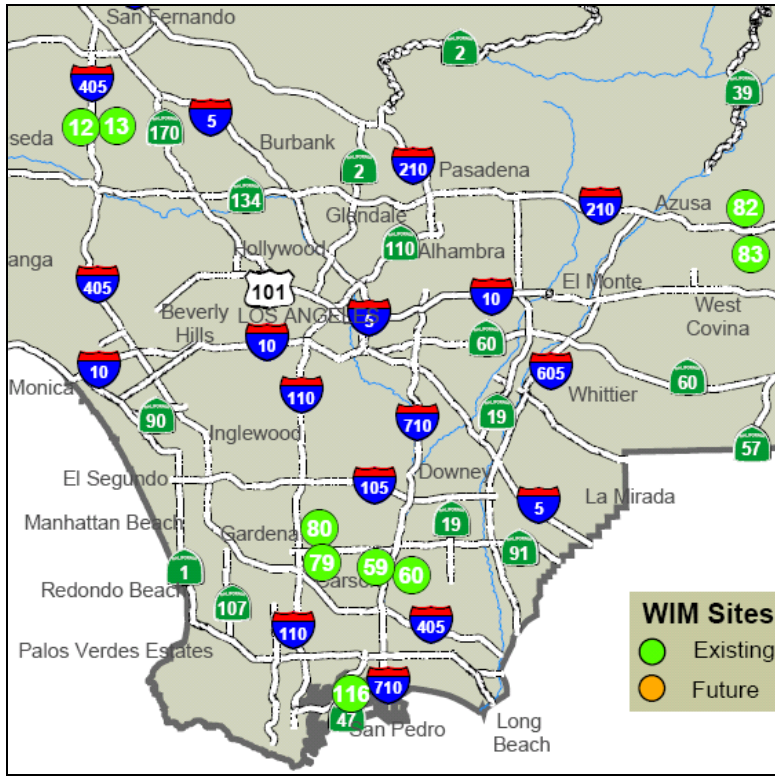 San Fernando
2
405
39
12
13
170
5
seda
Burbank
2
210
Pasadena
134
Glendale
210
Azusa
82
110
Alhambra
Hollywood
83
anga
405
101
10
El Monte
Beverly
Hills
LOS ANGELES
5
West
Covina
10
60
10
Monica
605
60
110
Whittier
90
710
19
Inglewood
57
El Segundo
105
Downey
La Mirada
5
Manhattan Beach
80
Gardena
19
91
79
59
60
Carso
1
Redondo Beach
107
110
405
WIM Sites
Existing
Future
Palos Verdes Estates
116
710
47
San Pedro
Long
Beach